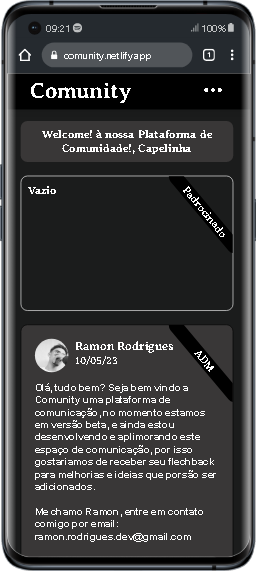 09:21
100%
comunity.netlify.app
1
Comunity
Welcome! à nossa Plataforma de
Comunidade!, Capelinha
Vazio
Padrocinado
Ramon Rodrigues
10/05/23
ADM
Olá, tudo bem? Seja bem vindo a
Comunity uma plataforma de
comunicação, no momento estamos
em versão beta, e ainda estou
desenvolvendo e aplimorando este
espaço de comunicação, por isso
gostariamos de receber seu flechback
para melhorias e ideias que porsão ser
adicionados.
Me chamo Ramon, entre em contato
comigo por email:
ramon.rodrigues.dev@gmail.com